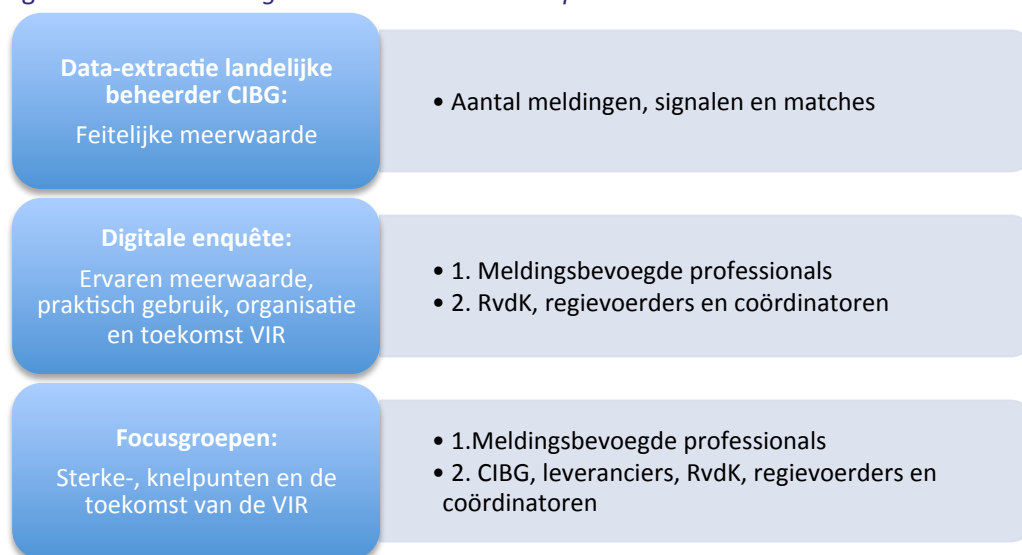 Data-extractie landelijke
beheerder CIBG:
Feitelijke meerwaarde
• Aantal meldingen, signalen en matches
Digitale enquête:
Ervaren meerwaarde,
praktisch gebruik, organisatie
en toekomst VIR
• 1. Meldingsbevoegde professionals
• 2. RvdK, regievoerders en coördinatoren
Focusgroepen:
Sterke-, knelpunten en de
toekomst van de VIR
• 1.Meldingsbevoegde professionals
• 2. CIBG, leveranciers, RvdK, regievoerders en
coördinatoren